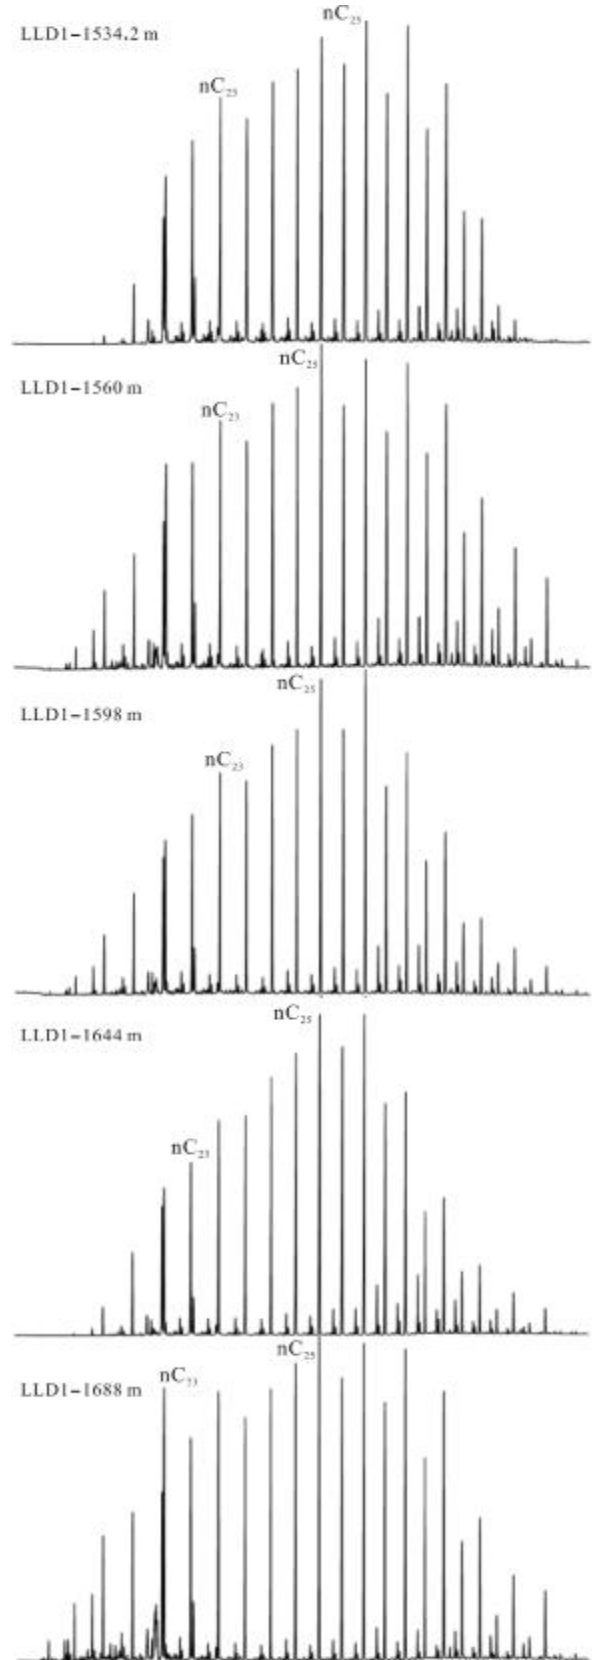 nC₂₅
LLD1-1534.2 m
nC₂₃
nC₂₅
LLD1-1560 m
nC₂₃
nC₂₅
LLD1-1598 m
nC₂₃
nC₂₅
LLD1-1644 m
nC₂₃
nC₂₅
nC₂₃
LLD1-1688 m